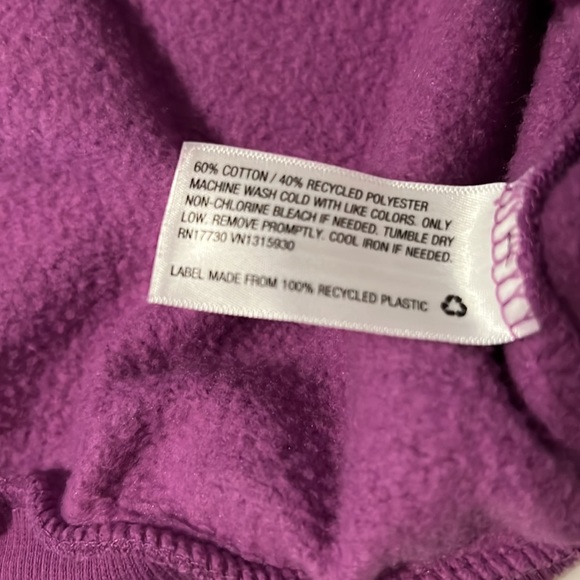 60% COTTON / 40% RECYCLED POLYESTER
MACHINE WASH COLD WITH LIKE COLORS. ONLY
NON-CHLORINE BLEACH IF NEEDED. TUMBLE DRY
LOW. REMOVE PROMPTLY. COOL IRON IF NEEDED.
RN17730 VN1315930
LABEL MADE FROM 100% RECYCLED PLASTIC